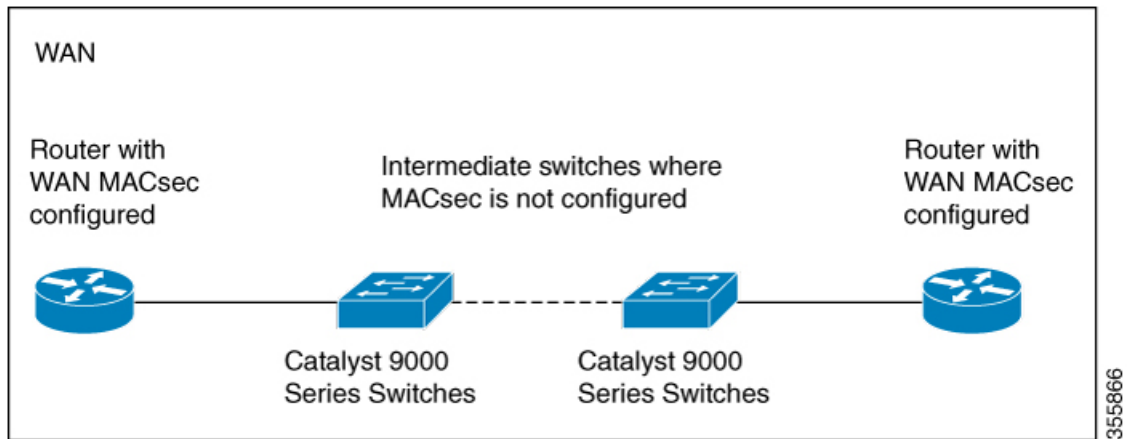 WAN
Router with
WAN MACsec
configured
Intermediate switches where
MACsec is not configured
Router with
WAN MACsec
configured
Catalyst 9000
Series Switches
Catalyst 9000
Series Switches
355866